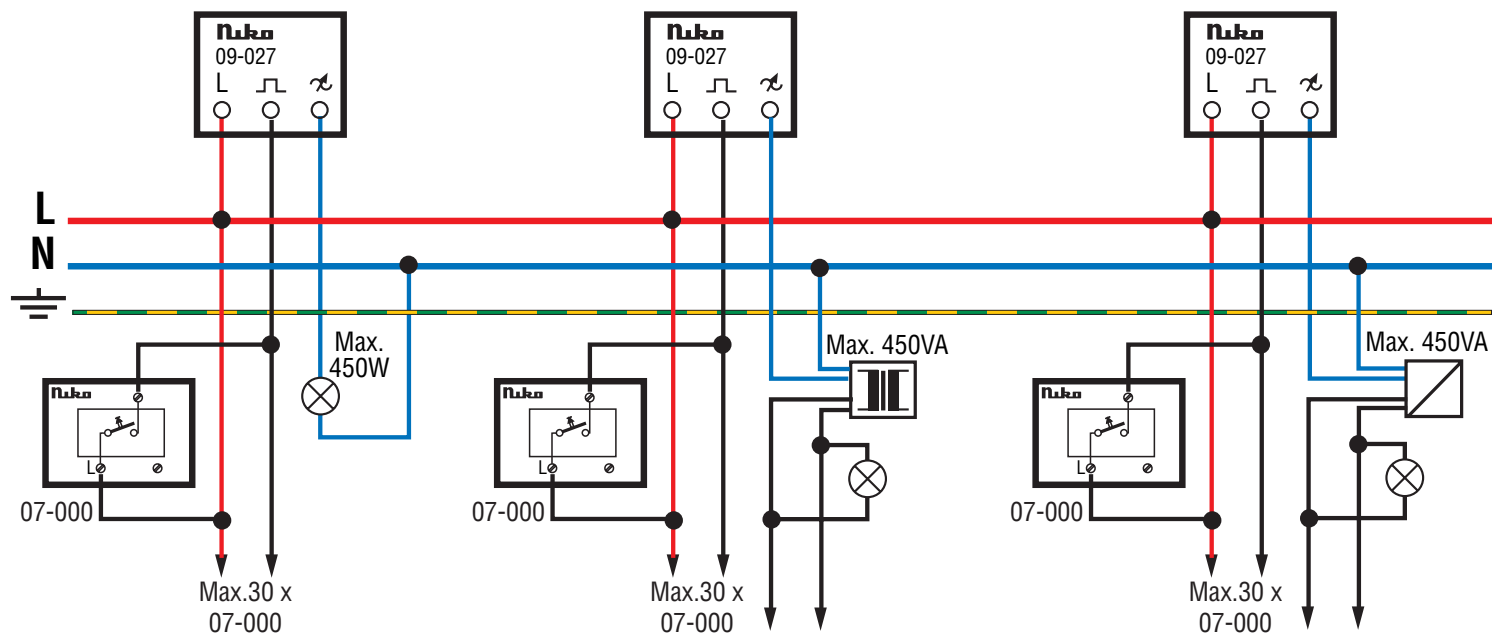 Niko
09-027
L
Niko
09-027
L
Niko
09-027
L
L
N
Max.
450W
Niko
L
07-000
Max.30 x
07-000
Max. 450VA
Niko
L
07-000
Max.30 x
07-000
Max. 450VA
Niko
L
07-000
Max.30 x
07-000